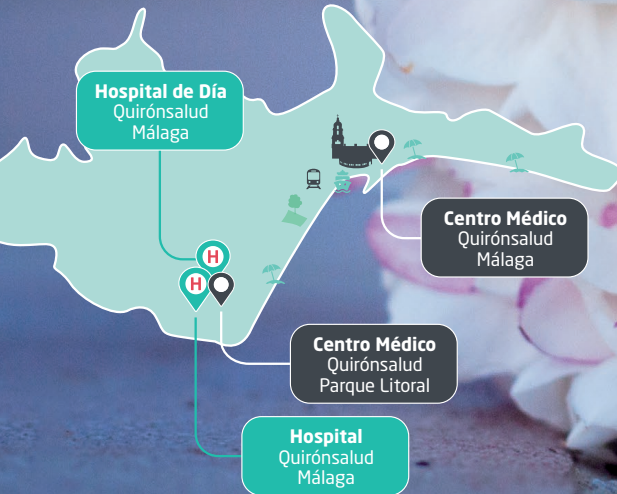 Hospital de Día
Quirónsalud
Málaga
H
H
Centro Médico
Quirónsalud
Málaga
Centro Médico
Quirónsalud
Parque Litoral
Hospital
Quirónsalud
Málaga